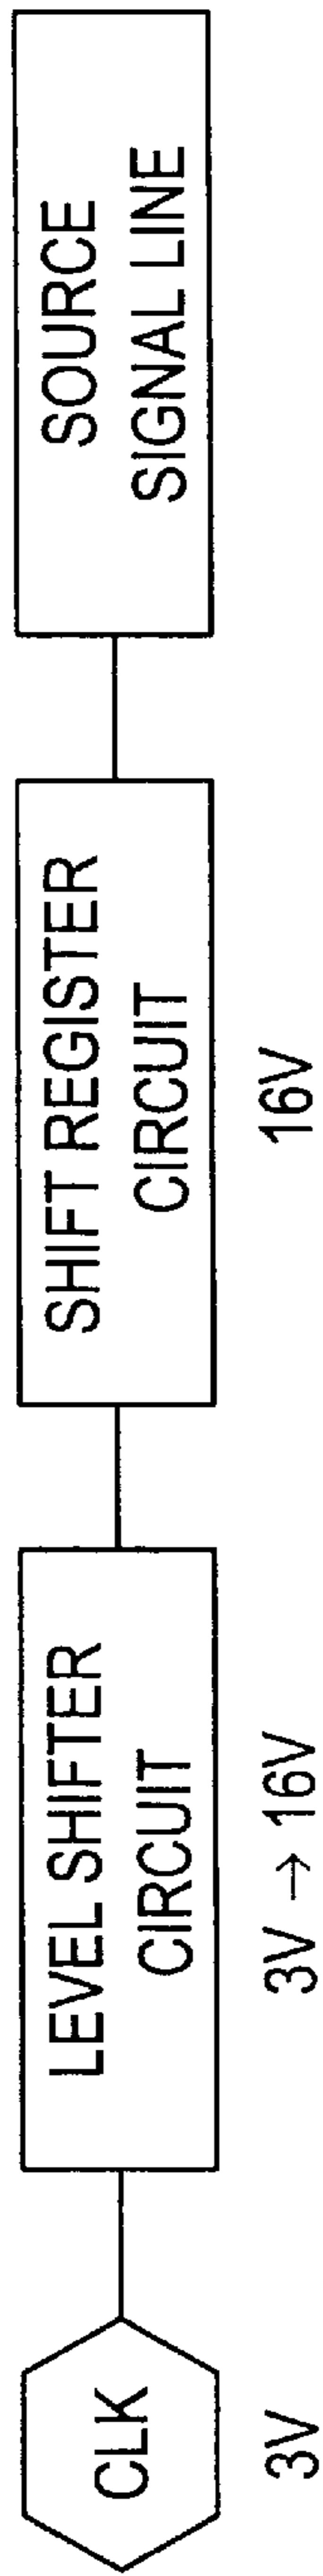 CLK
3V
LEVEL SHIFTER
CIRCUIT
3V → 16V
SHIFT REGISTER
CIRCUIT
16V
SOURCE
SIGNAL LINE